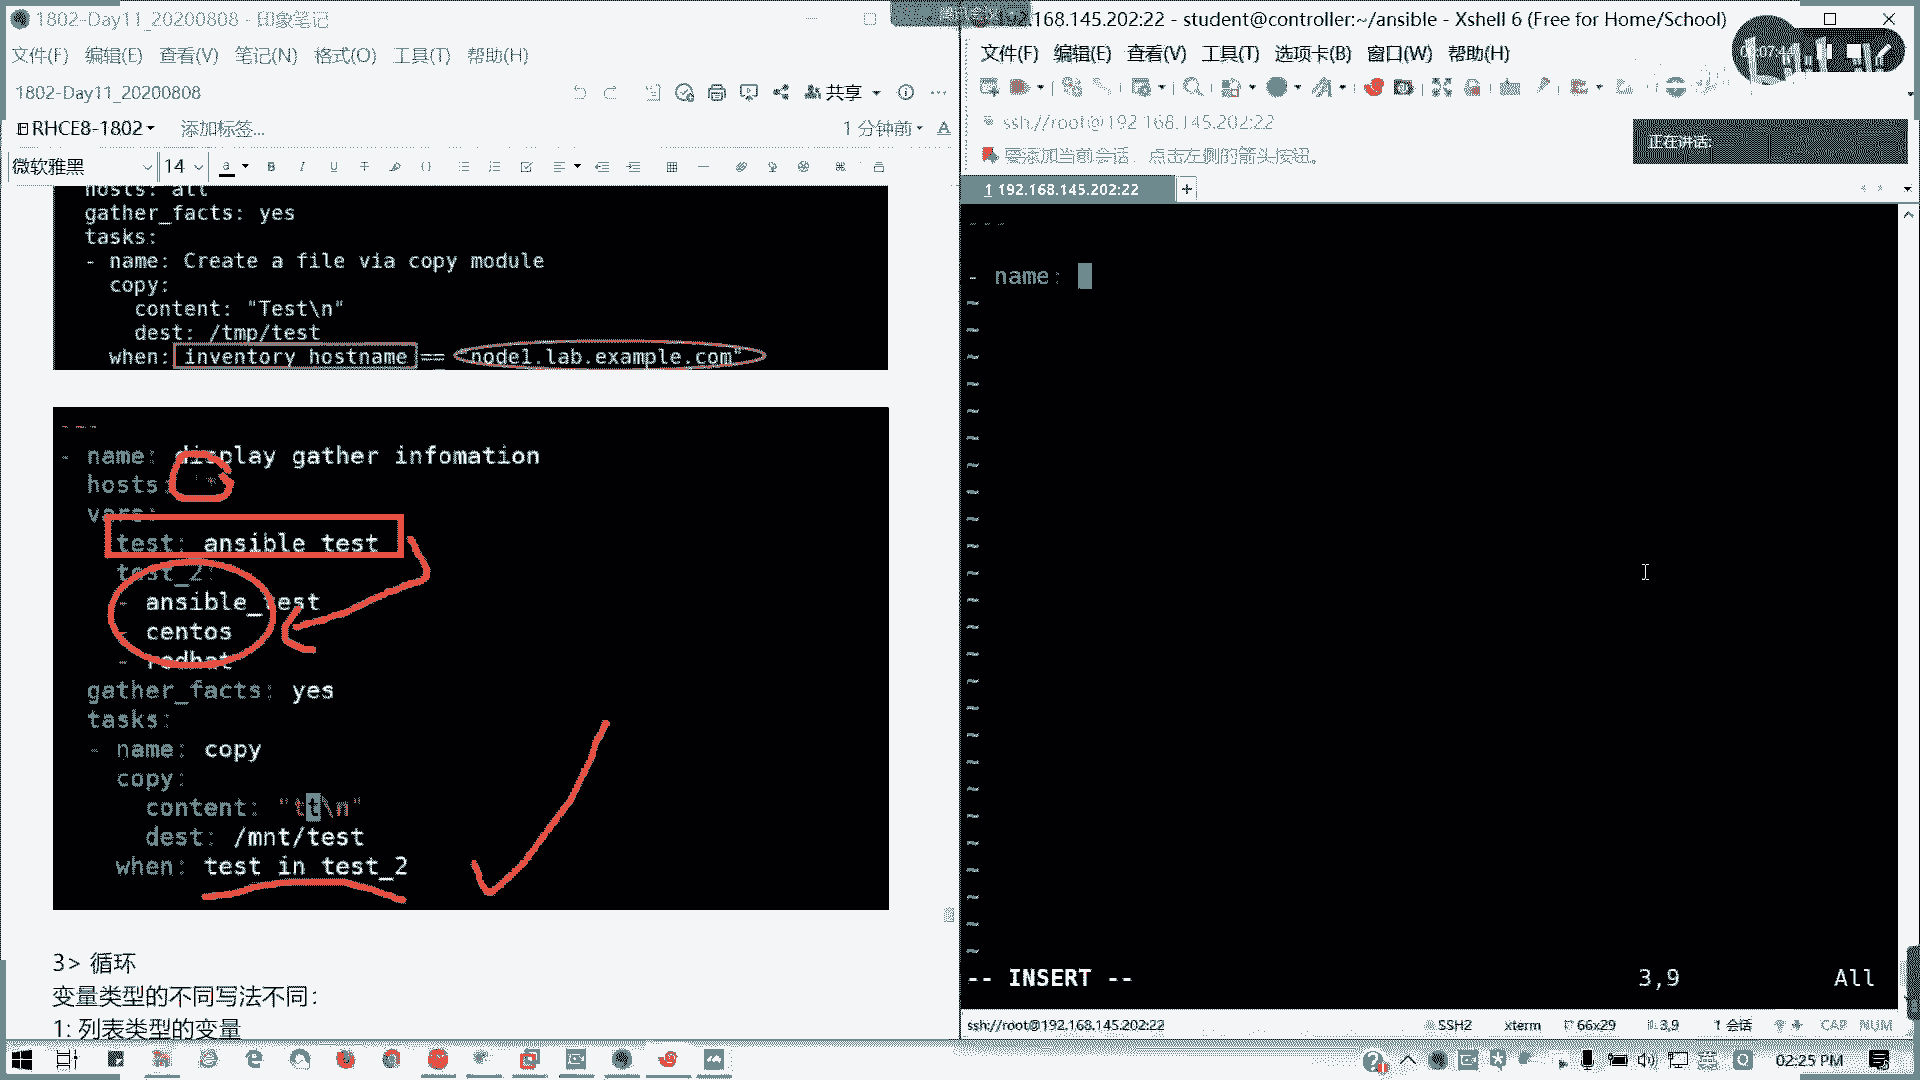 1802-Day11_20200808 - 印象笔记
文件(F) 编辑(E) 查看(V) 笔记(N) 格式(O) 工具(T) 帮助(H)
1802-Day11_20200808
共享
RHCE8-1802
添加标签...
1 分钟前
微软雅黑
14
hosts: all
gather_facts: yes
tasks:
- name: Create a file via copy module
copy:
content: "Test\n"
dest: /tmp/test
when: inventory_hostname == "node1.lab.example.com"
---
- name: display gather infomation
hosts:
vars:
test: ansible_test
test_2:
- ansible_test
- centos
- redhat
gather_facts: yes
tasks:
- name: copy
copy:
content: "tt\n"
dest: /mnt/test
when: test in test_2
3> 循环
变量类型的不同写法不同:
1: 列表类型的变量
192.168.145.202:22 - student@controller:~/ansible - Xshell 6 (Free for Home/School)
文件(F) 编辑(E) 查看(V) 工具(T) 选项卡(B) 窗口(W) 帮助(H)
ssh://root@192.168.145.202:22
要添加当前会话，点击左侧的箭头按钮。
正在讲话:
1 192.168.145.202:22
---
- name:
-- INSERT --
3,9
All
ssh://root@192.168.145.202:22
SSH2
xterm
66x29
3,9
1 会话
CAP
NUM
02:25 PM